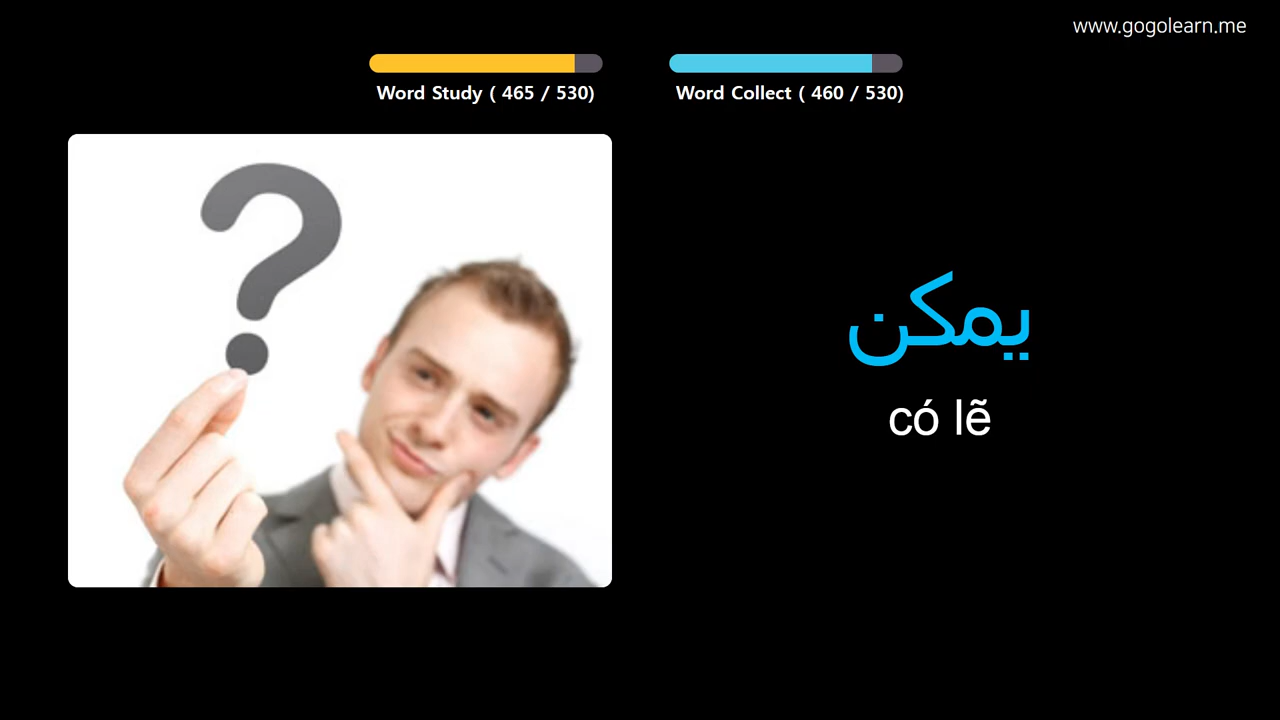 www.gogolearn.me
Word Study ( 465 / 530)
Word Collect ( 460 / 530)
?
يمكن
có lẽ